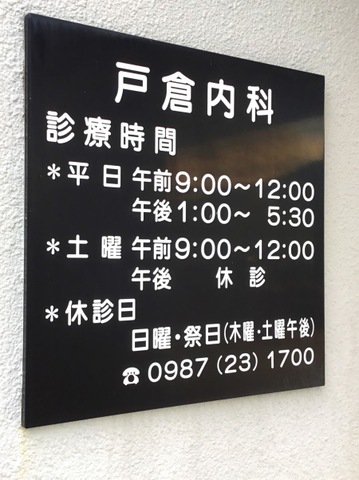 戸倉内科
診療時間
*平日 午前9:00～12:00
午後1:00～ 5:30
*土曜 午前9:00～12:00
午後 休診
*休診日
日曜・祭日(木曜・土曜午後)
☎ 0987 (23) 1700